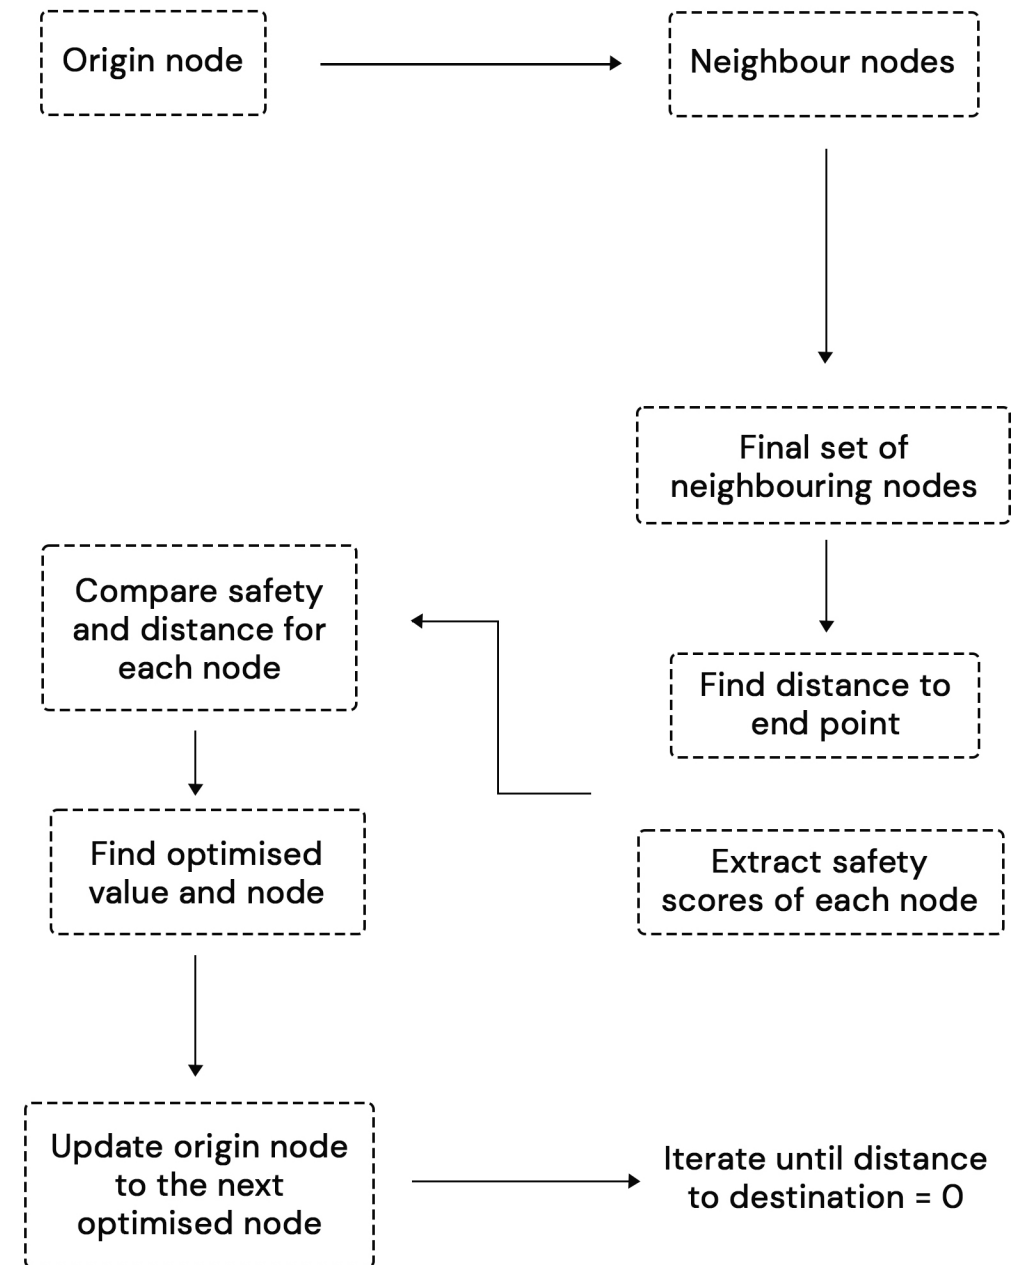 Origin node
Neighbour nodes
Final set of
neighbouring nodes
Find distance to
end point
Extract safety
scores of each node
Compare safety
and distance for
each node
Find optimised
value and node
Update origin node
to the next
optimised node
Iterate until distance
to destination = 0